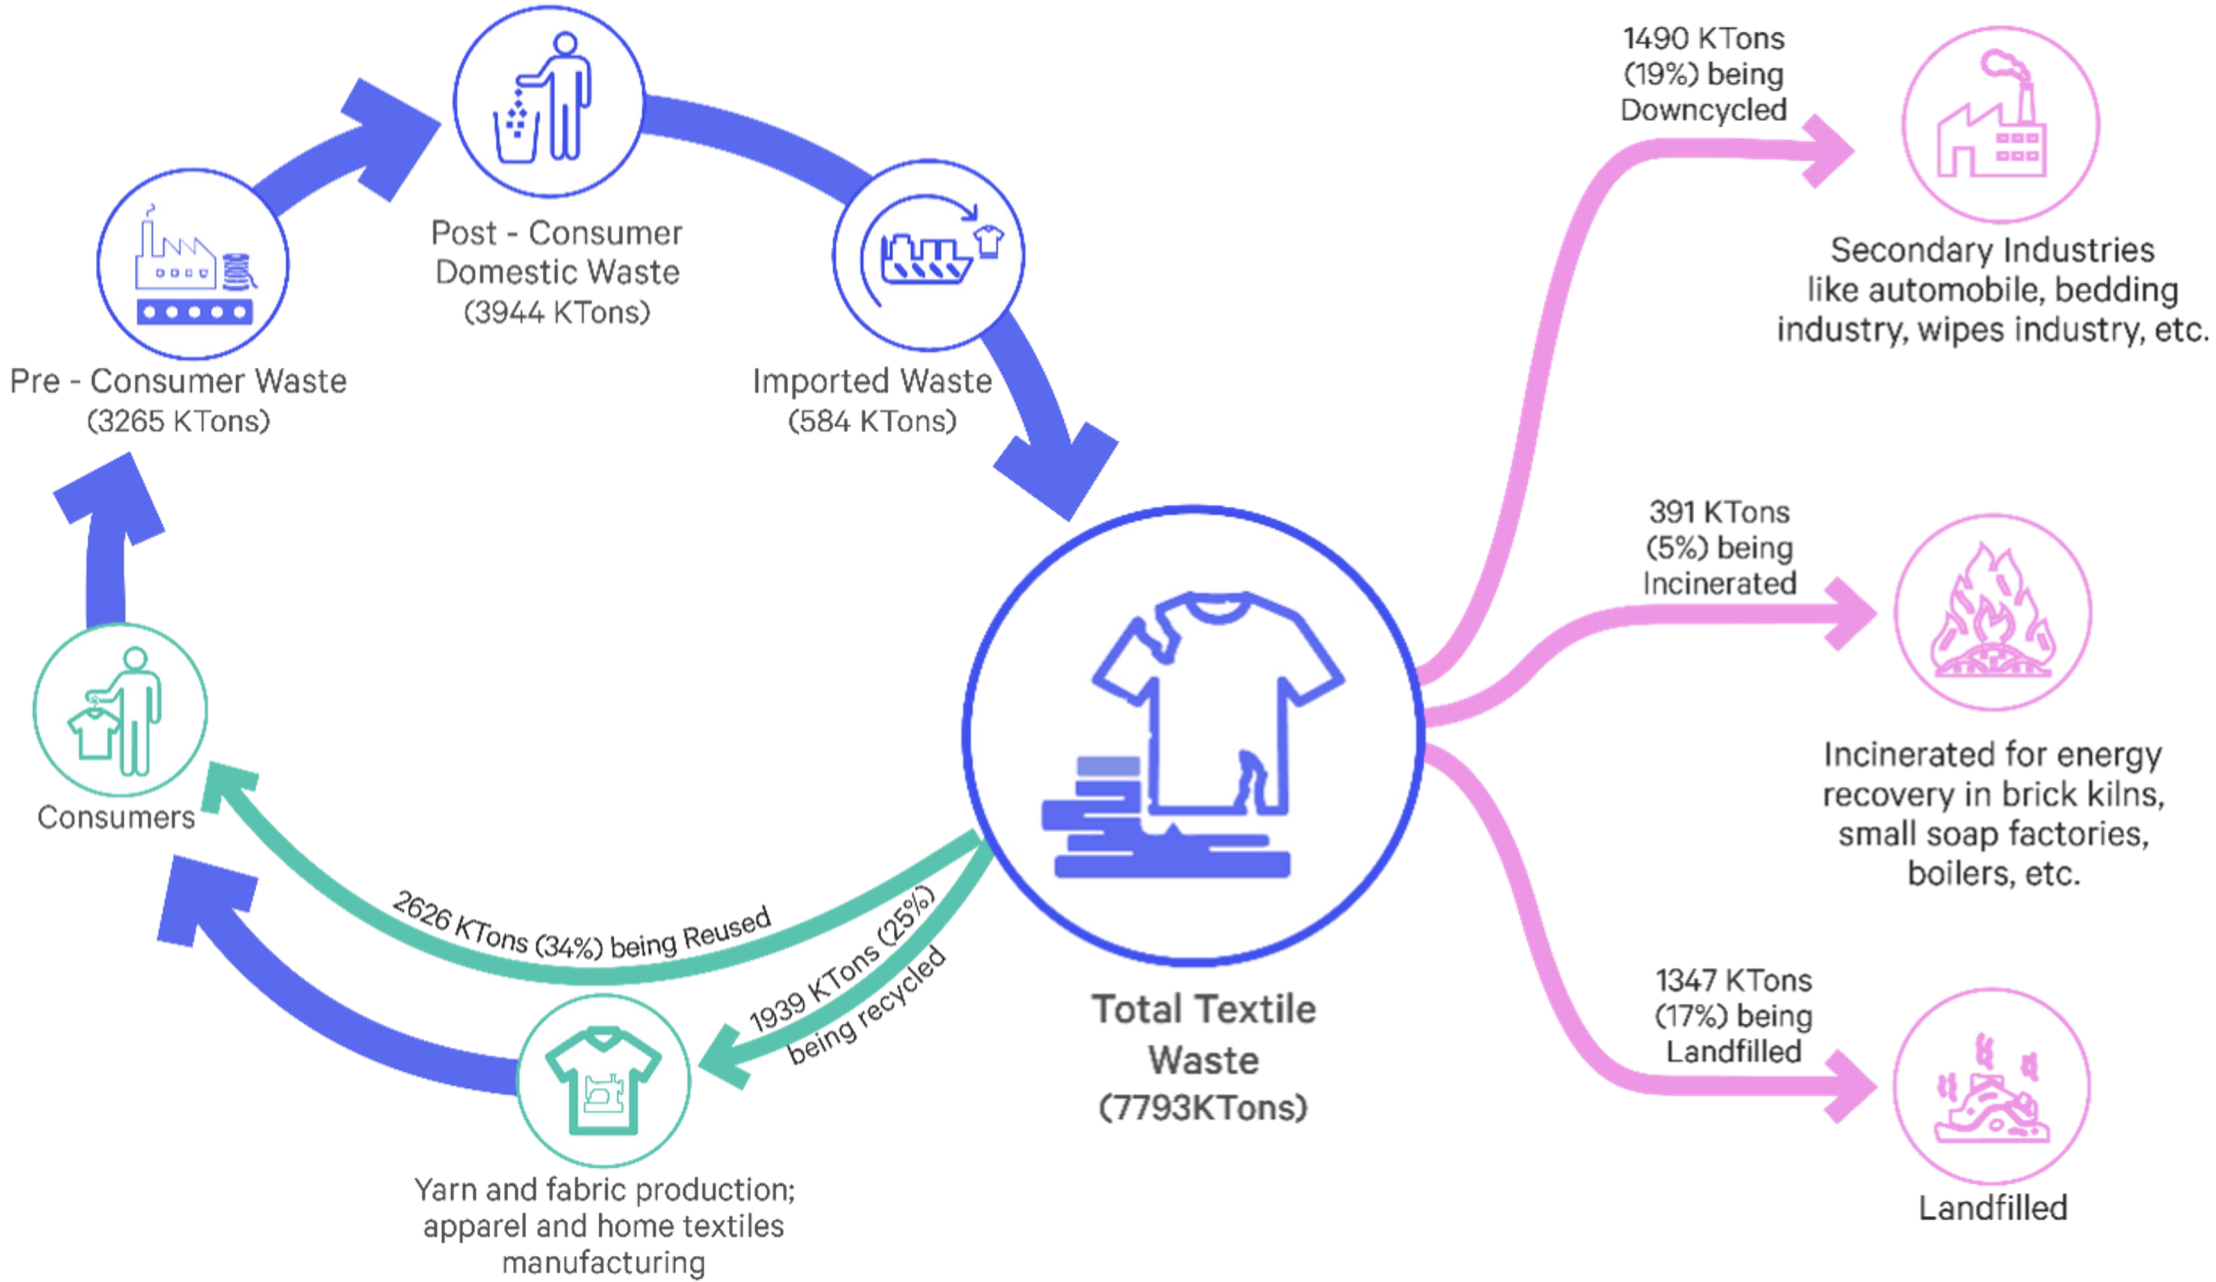 1490 KTons
(19%) being
Downcycled
Post - Consumer
Domestic Waste
(3944 KTons)
Secondary Industries
like automobile, bedding
industry, wipes industry, etc.
Pre - Consumer Waste
(3265 KTons)
Imported Waste
(584 KTons)
391 KTons
(5%) being
Incinerated
Incinerated for energy
recovery in brick kilns,
small soap factories,
boilers, etc.
Consumers
2626 KTons (34%) being Reused
1939 KTons (25%)
being recycled
Total Textile
Waste
(7793KTons)
1347 KTons
(17%) being
Landfilled
Landfilled
Yarn and fabric production;
apparel and home textiles
manufacturing